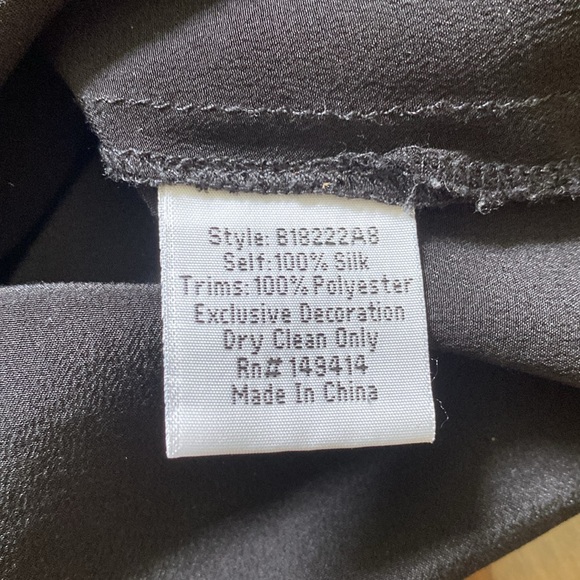 Style: B18222A8
Self:100% Silk
Trims:100% Polyester
Exclusive Decoration
Dry Clean Only
Rn# 149414
Made In China